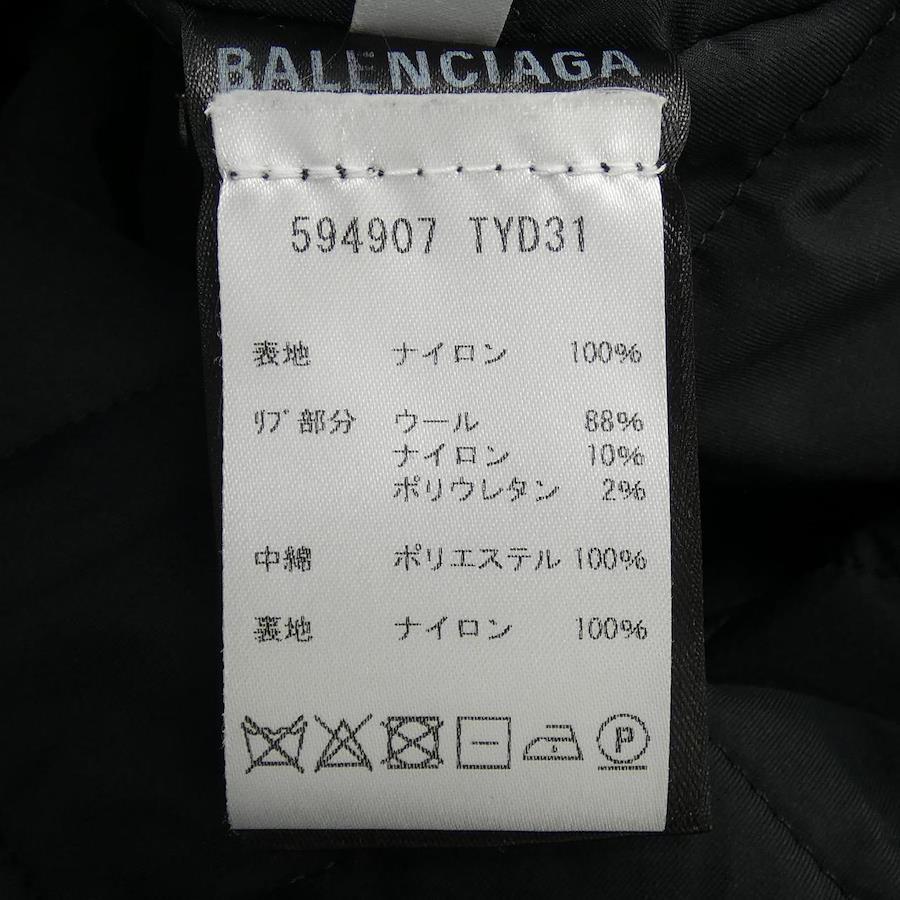 BALENCIAGA
594907 TYD31
表地 ナイロン 100%
ﾘﾌﾞ部分 ウール 88%
ナイロン 10%
ポリウレタン 2%
中綿 ポリエステル 100%
裏地 ナイロン 100%
P